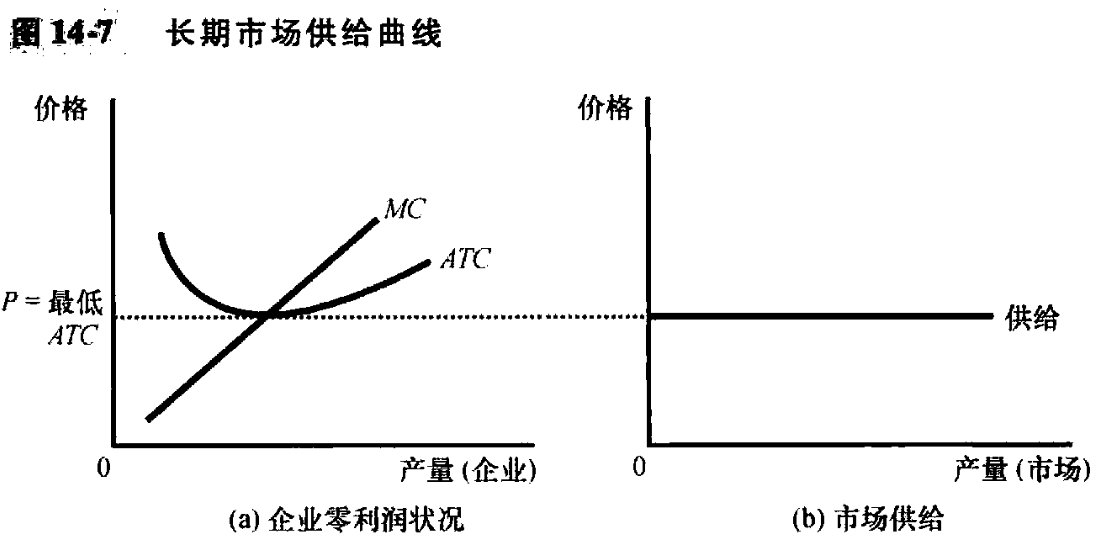 图 14-7 长期市场供给曲线
价格
MC
ATC
P = 最低
ATC
0
产量 (企业)
(a) 企业零利润状况
价格
供给
0
产量 (市场)
(b) 市场供给